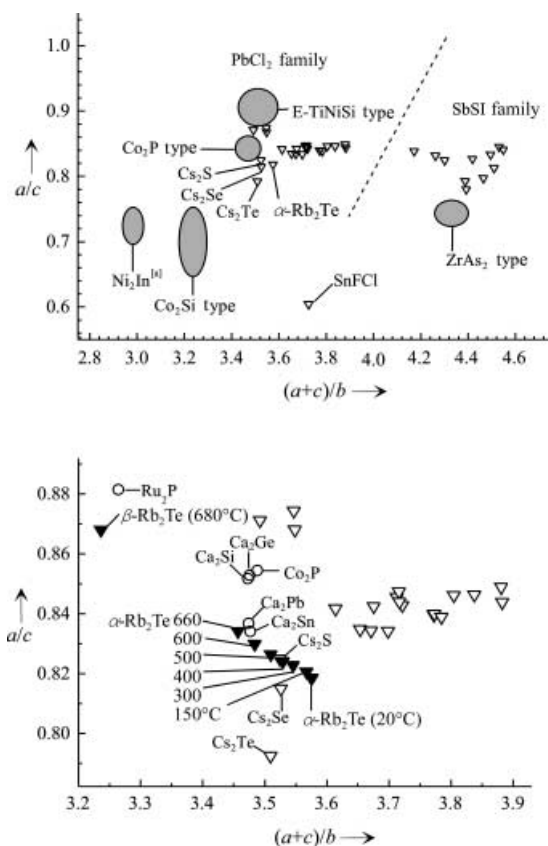 PbCl₂ family
E-TiNiSi type
SbSI family
Co₂P type
Cs₂S
Cs₂Se
Cs₂Te
α-Rb₂Te
Ni₂In[a]
Co₂Si type
SnFCl
ZrAs₂ type
a/c
1.0
0.9
0.8
0.7
0.6
2.8 3.0 3.2 3.4 3.6 3.8 4.0 4.2 4.4 4.6
(a+c)/b
Ru₂P
β-Rb₂Te (680°C)
Ca₂Ge
Ca₂Si
Co₂P
Ca₂Pb
α-Rb₂Te 660
Ca₂Sn
600
Cs₂S
500
400
300
150°C
α-Rb₂Te (20°C)
Cs₂Se
Cs₂Te
a/c
0.88
0.86
0.84
0.82
0.80
3.2 3.3 3.4 3.5 3.6 3.7 3.8 3.9
(a+c)/b